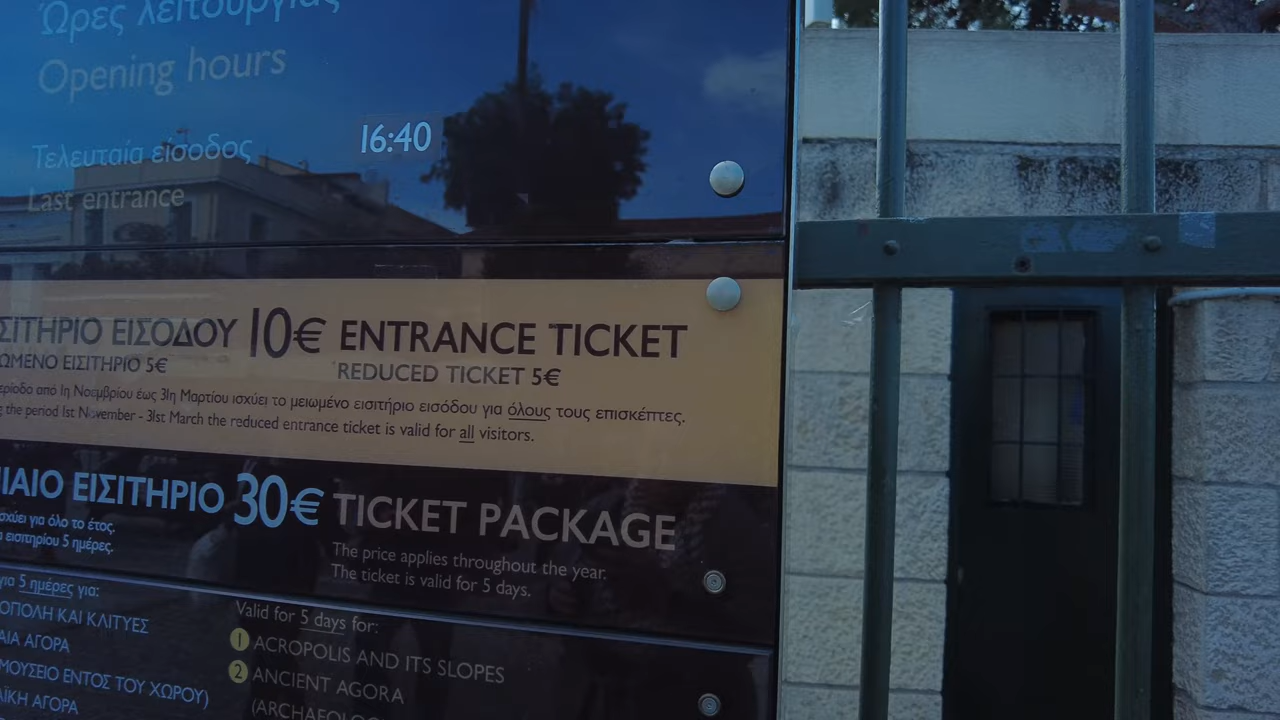 Ώρες λειτουργίας
Opening hours
Τελευταία είσοδος 16:40
Last entrance
ΣΙΤΗΡΙΟ ΕΙΣΟΔΟΥ 10€ ENTRANCE TICKET
ΩΜΕΝΟ ΕΙΣΙΤΗΡΙΟ 5€ REDUCED TICKET 5€
ερίοδο από 1η Νοεμβρίου έως 31η Μαρτίου ισχύει το μειωμένο εισιτήριο εισόδου για όλους τους επισκέπτες.
the period 1st November - 31st March the reduced entrance ticket is valid for all visitors.
ΙΑΙΟ ΕΙΣΙΤΗΡΙΟ 30€ TICKET PACKAGE
σχύει για όλο το έτος.
εισιτηρίου 5 ημέρες.
The price applies throughout the year.
The ticket is valid for 5 days.
για 5 ημέρες για:
ΟΠΟΛΗ ΚΑΙ ΚΛΙΤΥΕΣ
ΑΙΑ ΑΓΟΡΑ
ΜΟΥΣΕΙΟ ΕΝΤΟΣ ΤΟΥ ΧΩΡΟΥ)
ΑΪΚΗ ΑΓΟΡΑ
Valid for 5 days for:
1 ACROPOLIS AND ITS SLOPES
2 ANCIENT AGORA
(ARCHAEOLOG